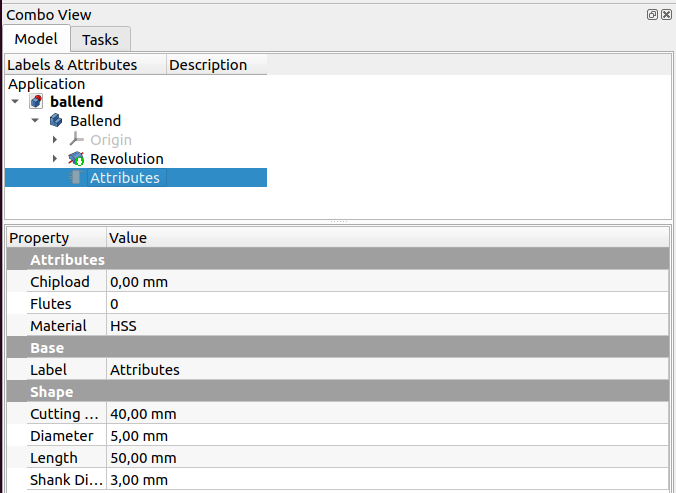 Combo View
Model Tasks
Labels & Attributes Description
Application
ballend
Ballend
Origin
Revolution
Attributes
Property Value
Attributes
Chipload 0,00 mm
Flutes 0
Material HSS
Base
Label Attributes
Shape
Cutting ... 40,00 mm
Diameter 5,00 mm
Length 50,00 mm
Shank Di... 3,00 mm